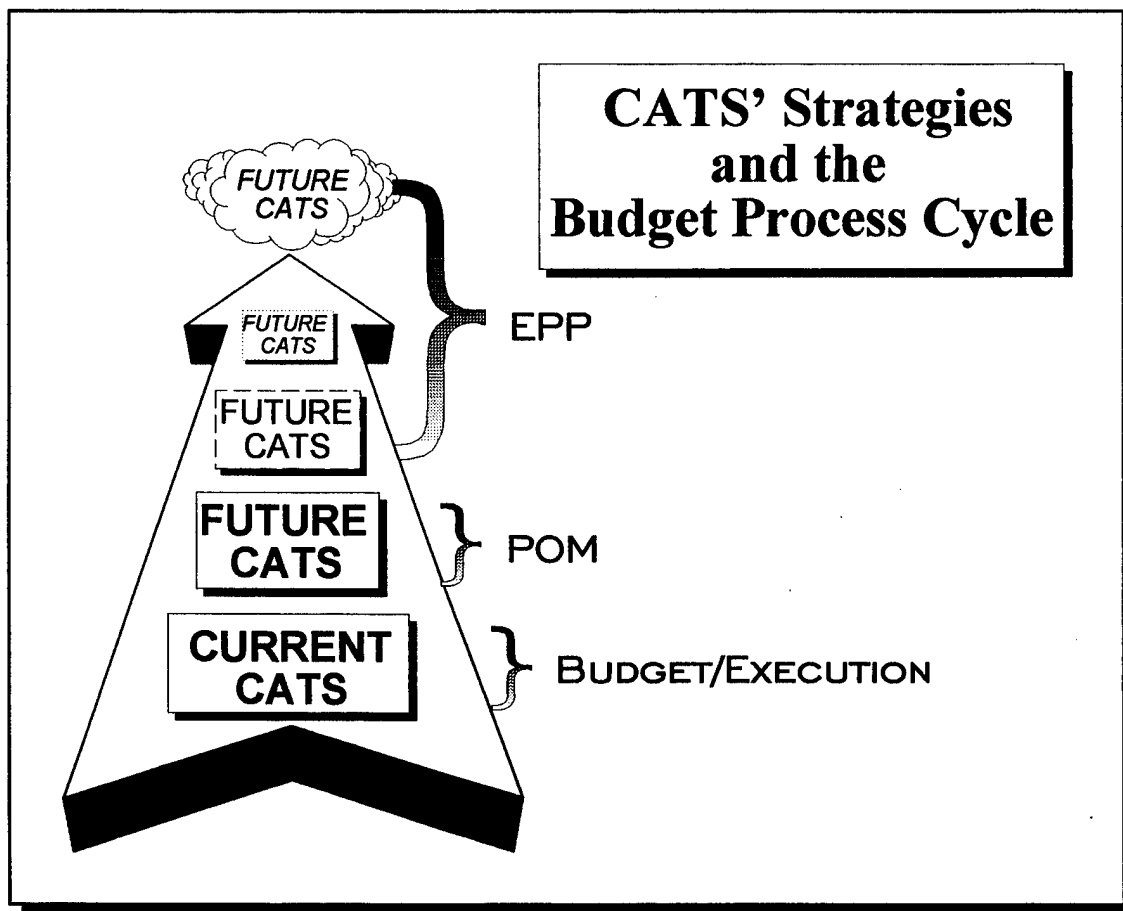 CATS' Strategies
and the
Budget Process Cycle
FUTURE
CATS
FUTURE
CATS
EPP
FUTURE
CATS
FUTURE
CATS
POM
CURRENT
CATS
BUDGET/EXECUTION